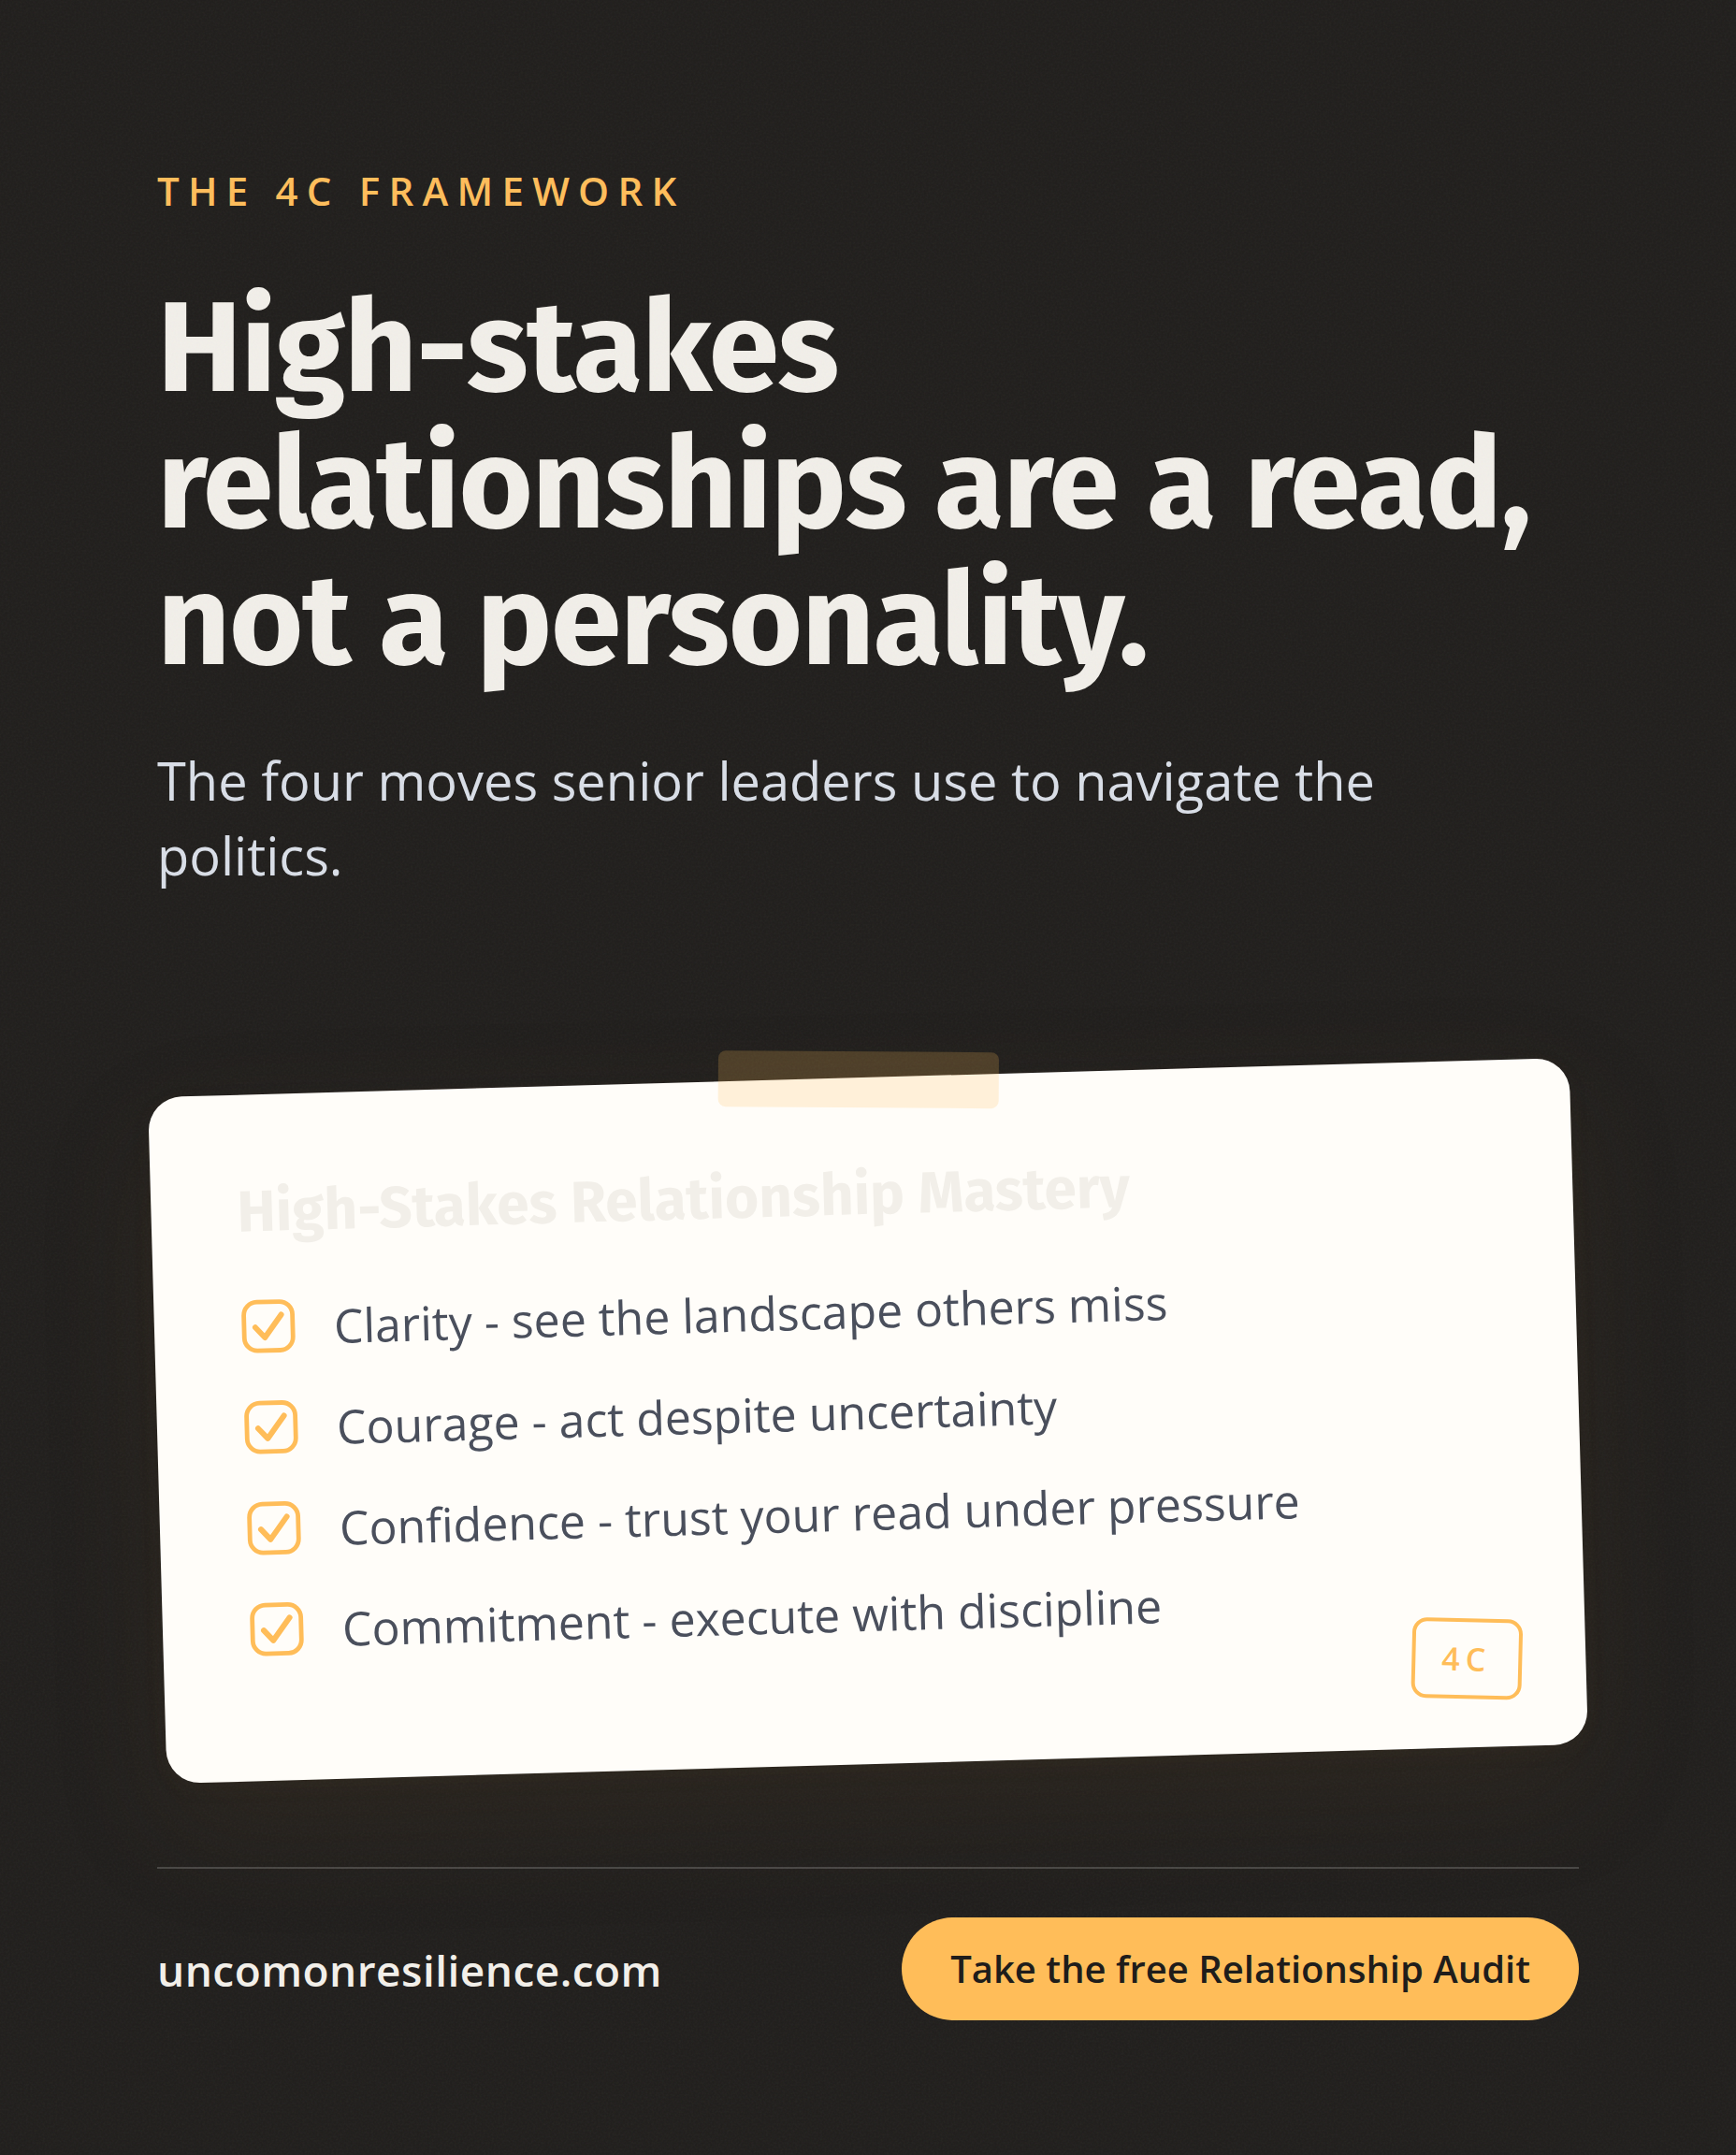 THE 4C FRAMEWORK
High-stakes
relationships are a read,
not a personality.
The four moves senior leaders use to navigate the
politics.
High-Stakes Relationship Mastery
Clarity - see the landscape others miss
Courage - act despite uncertainty
Confidence - trust your read under pressure
Commitment - execute with discipline
4C
uncomonresilience.com
Take the free Relationship Audit